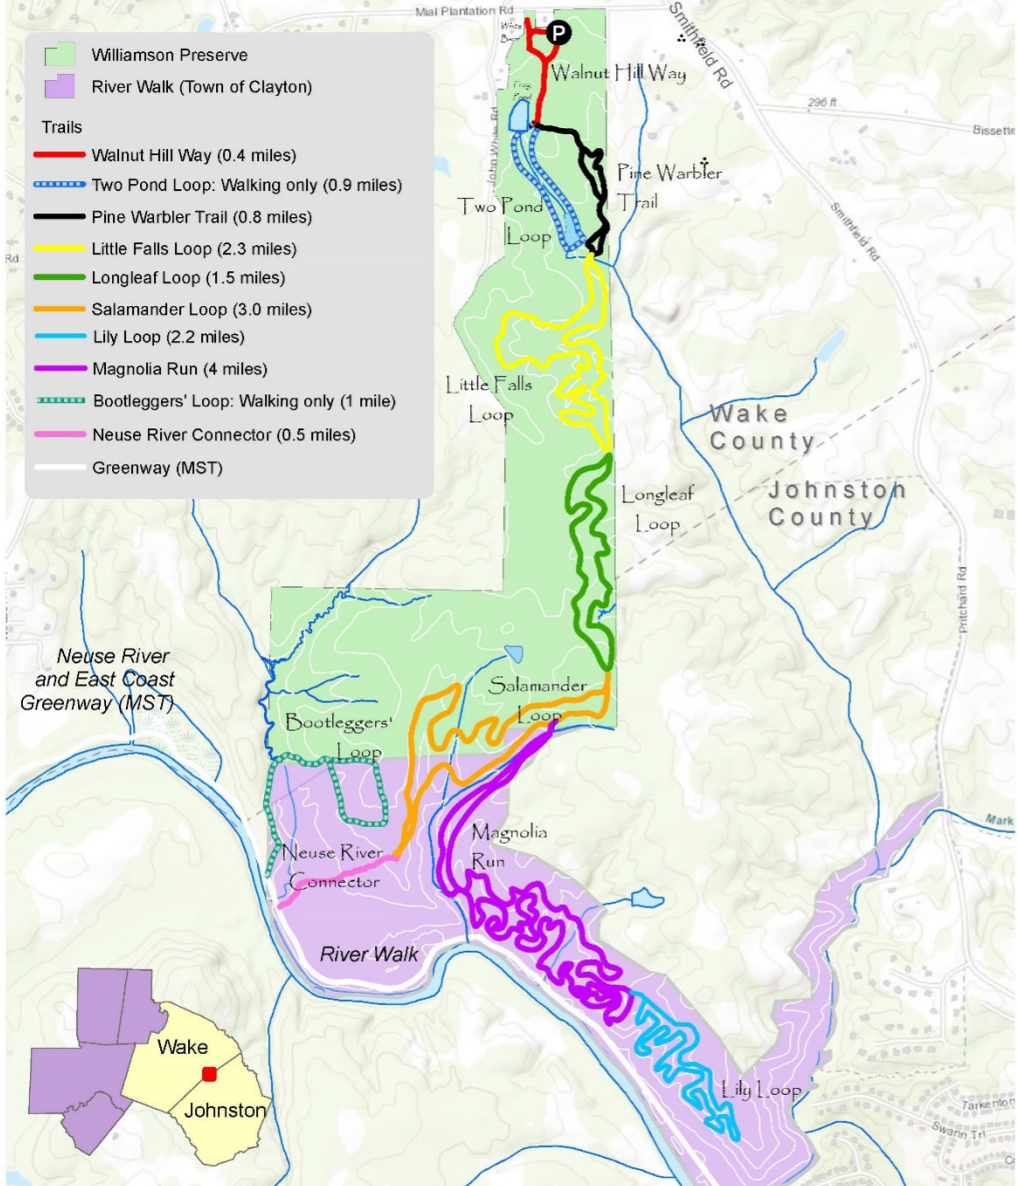 Mial Plantation Rd
Williamson Preserve
River Walk (Town of Clayton)
Trails
Walnut Hill Way (0.4 miles)
Two Pond Loop: Walking only (0.9 miles)
Pine Warbler Trail (0.8 miles)
Little Falls Loop (2.3 miles)
Longleaf Loop (1.5 miles)
Salamander Loop (3.0 miles)
Lily Loop (2.2 miles)
Magnolia Run (4 miles)
Bootleggers' Loop: Walking only (1 mile)
Neuse River Connector (0.5 miles)
Greenway (MST)
P
Smithfield Rd
Walnut Hill Way
296 ft
Bissette
John White Rd
Pine Warbler
Trail
Two Pond
Loop
Smithfield Rd
Rd
Little Falls
Loop
Wake
County
Johnston
County
Longleaf
Loop
Pritchard Rd
Neuse River
and East Coast
Greenway (MST)
Salamander
Loop
Bootleggers'
Loop
Mark
Magnolia
Run
Neuse River
Connector
River Walk
Wake
Johnston
Lily Loop
Tarkenton
Swann Trl